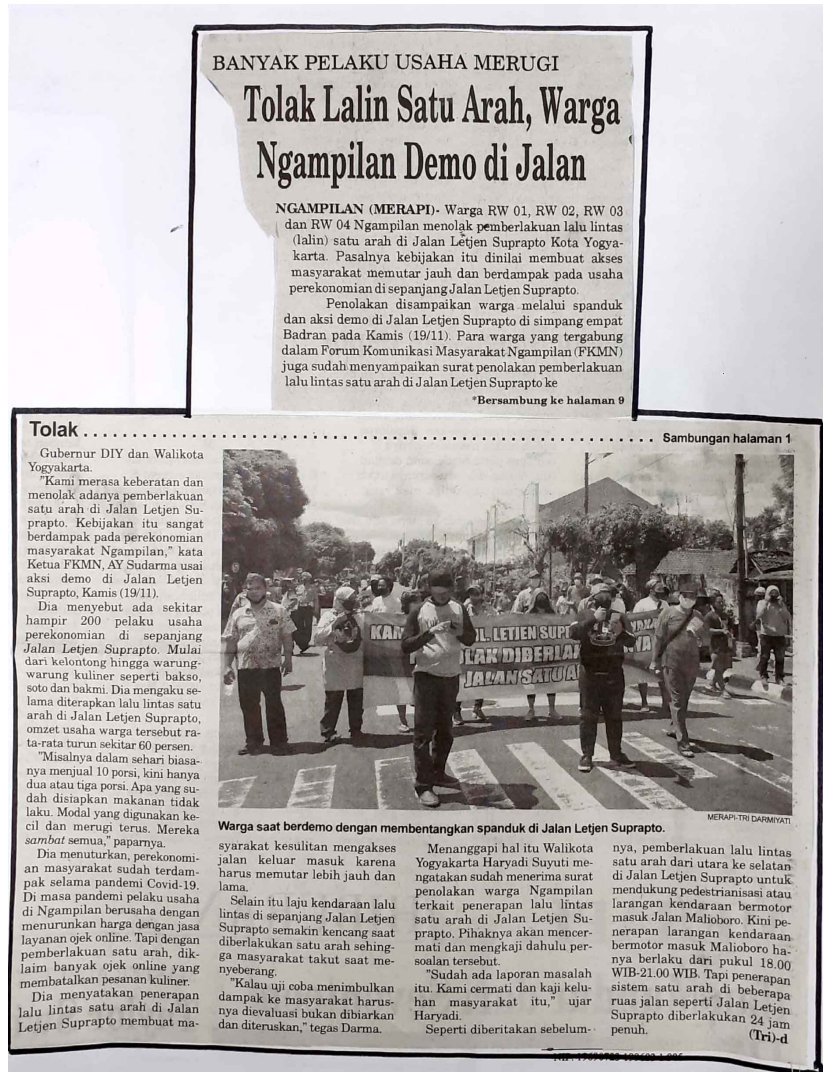 BANYAK PELAKU USAHA MERUGI
Tolak Lalin Satu Arah, Warga
Ngampilan Demo di Jalan
NGAMPILAN (MERAPI)- Warga RW 01, RW 02, RW 03
dan RW 04 Ngampilan menolak pemberlakuan lalu lintas
(lalin) satu arah di Jalan Letjen Suprapto Kota Yogya-
karta. Pasalnya kebijakan itu dinilai membuat akses
masyarakat memutar jauh dan berdampak pada usaha
perekonomian di sepanjang Jalan Letjen Suprapto.
Penolakan disampaikan warga melalui spanduk
dan aksi demo di Jalan Letjen Suprapto di simpang empat
Badran pada Kamis (19/11). Para warga yang tergabung
dalam Forum Komunikasi Masyarakat Ngampilan (FKMN)
juga sudah menyampaikan surat penolakan pemberlakuan
lalu lintas satu arah di Jalan Letjen Suprapto ke
*Bersambung ke halaman 9
Tolak . . . . . . . . . . . . . . . . . . . . . . . . . . . . . . . . . . . . . . . . Sambungan halaman 1
Gubernur DIY dan Walikota
Yogyakarta.
"Kami merasa keberatan dan
menolak adanya pemberlakuan
satu arah di Jalan Letjen Su-
prapto. Kebijakan itu sangat
berdampak pada perekonomian
masyarakat Ngampilan," kata
Ketua FKMN, AY Sudarma usai
aksi demo di Jalan Letjen
Suprapto, Kamis (19/11).
Dia menyebut ada sekitar
hampir 200 pelaku usaha
perekonomian di sepanjang
Jalan Letjen Suprapto. Mulai
dari kelontong hingga warung-
warung kuliner seperti bakso,
soto dan bakmi. Dia mengaku se-
lama diterapkan lalu lintas satu
arah di Jalan Letjen Suprapto,
omzet usaha warga tersebut ra-
ta-rata turun sekitar 60 persen.
"Misalnya dalam sehari biasa-
nya menjual 10 porsi, kini hanya
dua atau tiga porsi. Apa yang su-
dah disiapkan makanan tidak
laku. Modal yang digunakan ke-
cil dan merugi terus. Mereka
sambat semua," paparnya.
Dia menuturkan, perekonomi-
an masyarakat sudah terdam-
pak selama pandemi Covid-19.
Di masa pandemi pelaku usaha
di Ngampilan berusaha dengan
menurunkan harga dengan jasa
layanan ojek online. Tapi dengan
pemberlakuan satu arah, dik-
laim banyak ojek online yang
membatalkan pesanan kuliner.
Dia menyatakan penerapan
lalu lintas satu arah di Jalan
Letjen Suprapto membuat ma-
KAN
JL. LETJEN SUP
OLAK DIBERLA
JALAN SATU A
MERAPI-TRI DARMIYATI
Warga saat berdemo dengan membentangkan spanduk di Jalan Letjen Suprapto.
syarakat kesulitan mengakses
jalan keluar masuk karena
harus memutar lebih jauh dan
lama.
Selain itu laju kendaraan lalu
lintas di sepanjang Jalan Letjen
Suprapto semakin kencang saat
diberlakukan satu arah sehing-
ga masyarakat takut saat me-
nyeberang.
"Kalau uji coba menimbulkan
dampak ke masyarakat harus-
nya dievaluasi bukan dibiarkan
dan diteruskan," tegas Darma.
Menanggapi hal itu Walikota
Yogyakarta Haryadi Suyuti me-
ngatakan sudah menerima surat
penolakan warga Ngampilan
terkait penerapan lalu lintas
satu arah di Jalan Letjen Su-
prapto. Pihaknya akan mencer-
mati dan mengkaji dahulu per-
soalan tersebut.
"Sudah ada laporan masalah
itu. Kami cermati dan kaji kelu-
han masyarakat itu," ujar
Haryadi.
Seperti diberitakan sebelum-
nya, pemberlakuan lalu lintas
satu arah dari utara ke selatan
di Jalan Letjen Suprapto untuk
mendukung pedestrianisasi atau
larangan kendaraan bermotor
masuk Jalan Malioboro. Kini pe-
nerapan larangan kendaraan
bermotor masuk Malioboro ha-
nya berlaku dari pukul 18.00
WIB-21.00 WIB. Tapi penerapan
sistem satu arah di beberapa
ruas jalan seperti Jalan Letjen
Suprapto diberlakukan 24 jam
penuh.
(Tri)-d